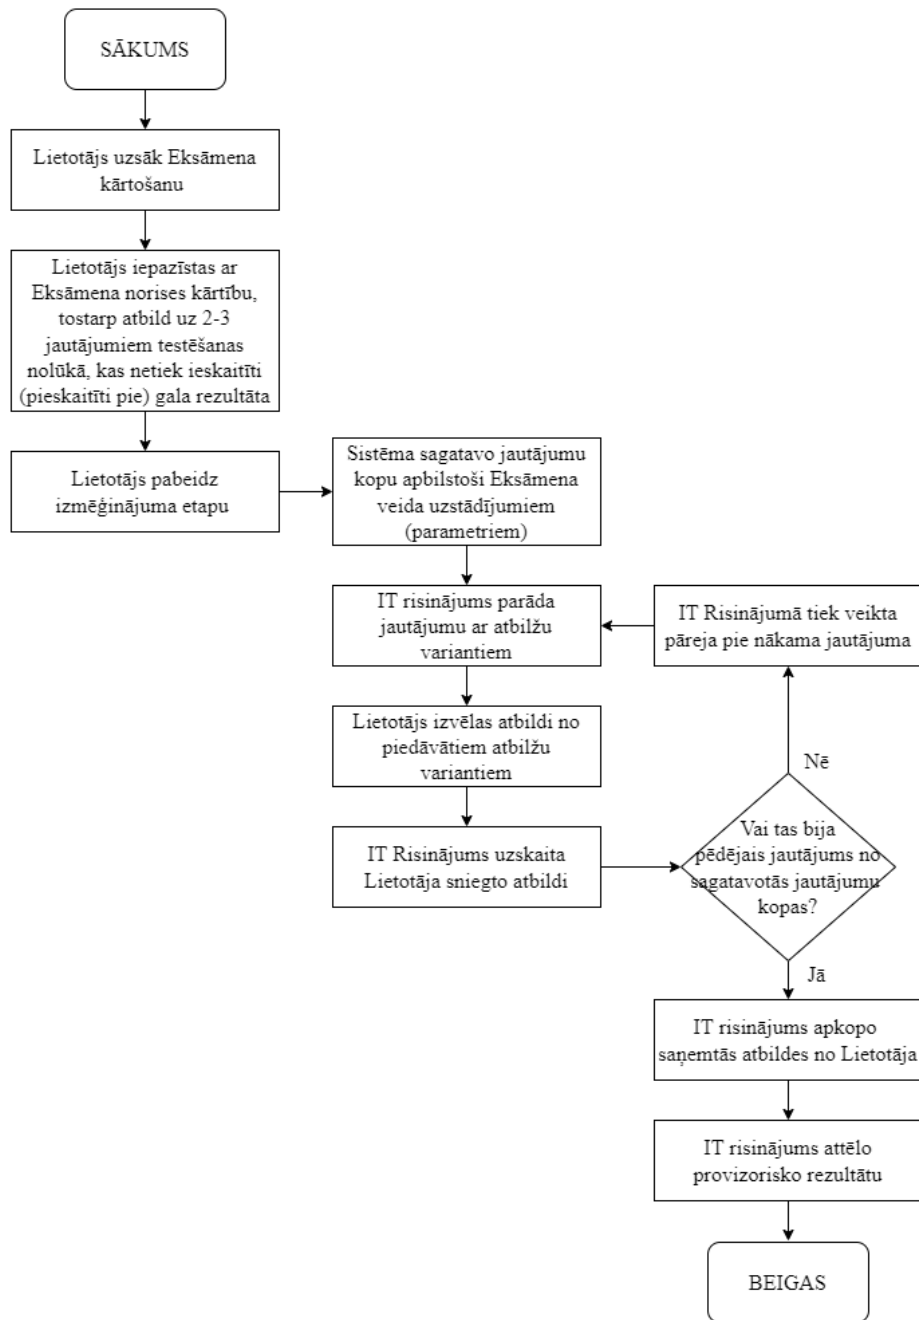 SĀKUMS
Lietotājs uzsāk Eksāmena
kārtošanu
Lietotājs iepazīstas ar
Eksāmena norises kārtību,
tostarp atbild uz 2-3
jautājumiem testēšanas
nolūkā, kas netiek ieskaitīti
(pieskaitīti pie) gala rezultāta
Lietotājs pabeidz
izmēģinājuma etapu
Sistēma sagatavo jautājumu
kopu apbilstoši Eksāmena
veida uzstādījumiem
(parametriem)
IT risinājums parāda
jautājumu ar atbilžu
variantiem
IT Risinājumā tiek veikta
pāreja pie nākama jautājuma
Lietotājs izvēlas atbildi no
piedāvātiem atbilžu
variantiem
Nē
IT Risinājums uzskaita
Lietotāja sniegto atbildi
Vai tas bija
pēdējais jautājums no
sagatavotās jautājumu
kopas?
Jā
IT risinājums apkopo
saņemtās atbildes no Lietotāja
IT risinājums attēlo
provizorisko rezultātu
BEIGAS